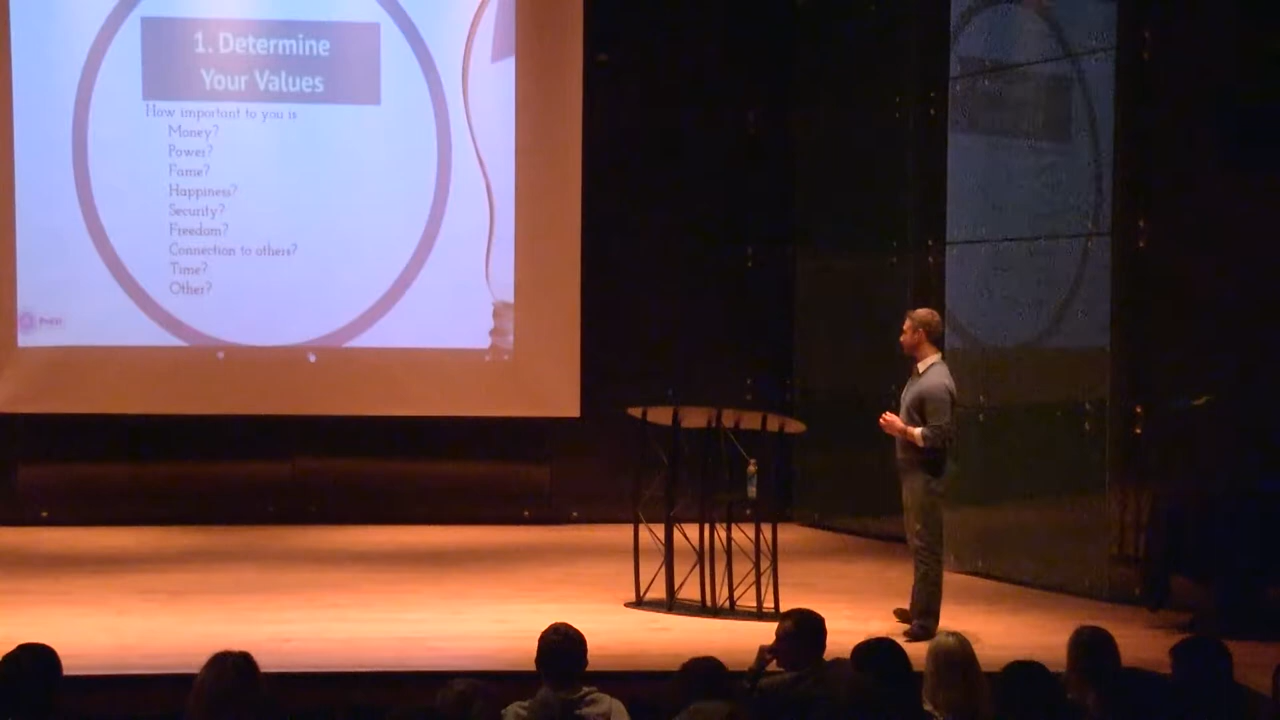 1. Determine
Your Values
How important to you is
Money?
Power?
Fame?
Happiness?
Security?
Freedom?
Connection to others?
Time?
Other?
Prezi